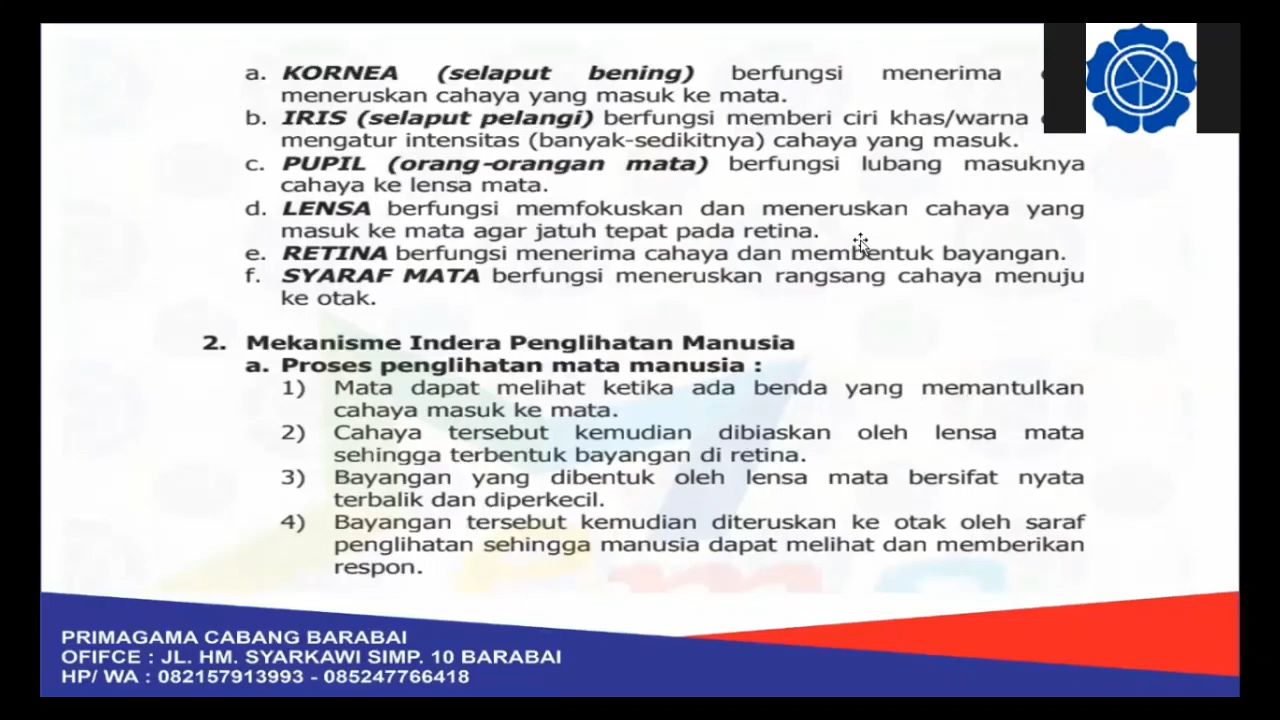 a. KORNEA (selaput bening) berfungsi menerima
meneruskan cahaya yang masuk ke mata.
b. IRIS (selaput pelangi) berfungsi memberi ciri khas/warna
mengatur intensitas (banyak-sedikitnya) cahaya yang masuk.
c. PUPIL (orang-orangan mata) berfungsi lubang masuknya
cahaya ke lensa mata.
d. LENSA berfungsi memfokuskan dan meneruskan cahaya yang
masuk ke mata agar jatuh tepat pada retina.
e. RETINA berfungsi menerima cahaya dan membentuk bayangan.
f. SYARAF MATA berfungsi meneruskan rangsang cahaya menuju
ke otak.
2. Mekanisme Indera Penglihatan Manusia
a. Proses penglihatan mata manusia :
1) Mata dapat melihat ketika ada benda yang memantulkan
cahaya masuk ke mata.
2) Cahaya tersebut kemudian dibiaskan oleh lensa mata
sehingga terbentuk bayangan di retina.
3) Bayangan yang dibentuk oleh lensa mata bersifat nyata
terbalik dan diperkecil.
4) Bayangan tersebut kemudian diteruskan ke otak oleh saraf
penglihatan sehingga manusia dapat melihat dan memberikan
respon.
PRIMAGAMA CABANG BARABAI
OFIFCE : JL. HM. SYARKAWI SIMP. 10 BARABAI
HP/ WA : 082157913993 - 085247766418